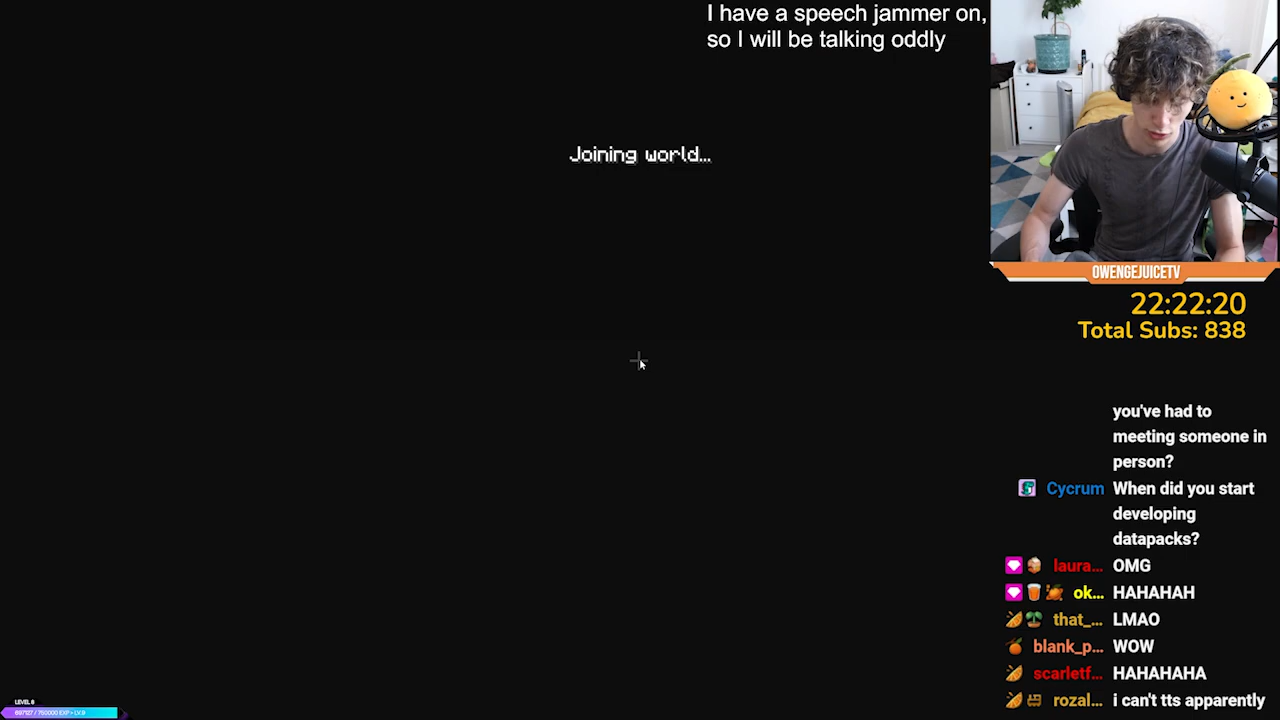 I have a speech jammer on,
so I will be talking oddly
Joining world...
OWENGEJUICETV
22:22:20
Total Subs: 838
you've had to
meeting someone in
person?
Cycrum When did you start
developing
datapacks?
laura... OMG
ok... HAHAHAH
that_... LMAO
blank_p... WOW
scarletf... HAHAHAHA
rozal... i can't tts apparently
LEVEL 8